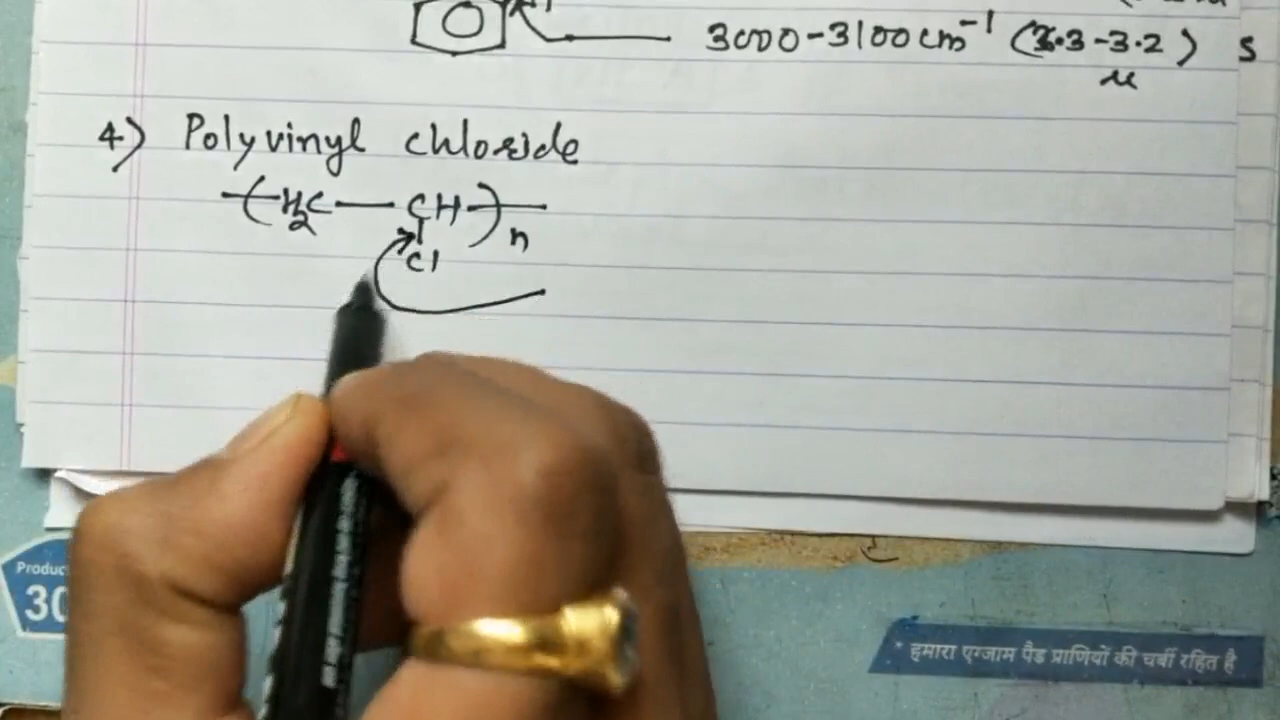 3000-3100 cm⁻¹ (3.3-3.2) S
μ
4) Polyvinyl chloride
-(H₂C-CH)-n
Cl
Produc
30
* हमारा एग्जाम पैड प्राणियों की चर्बी रहित है